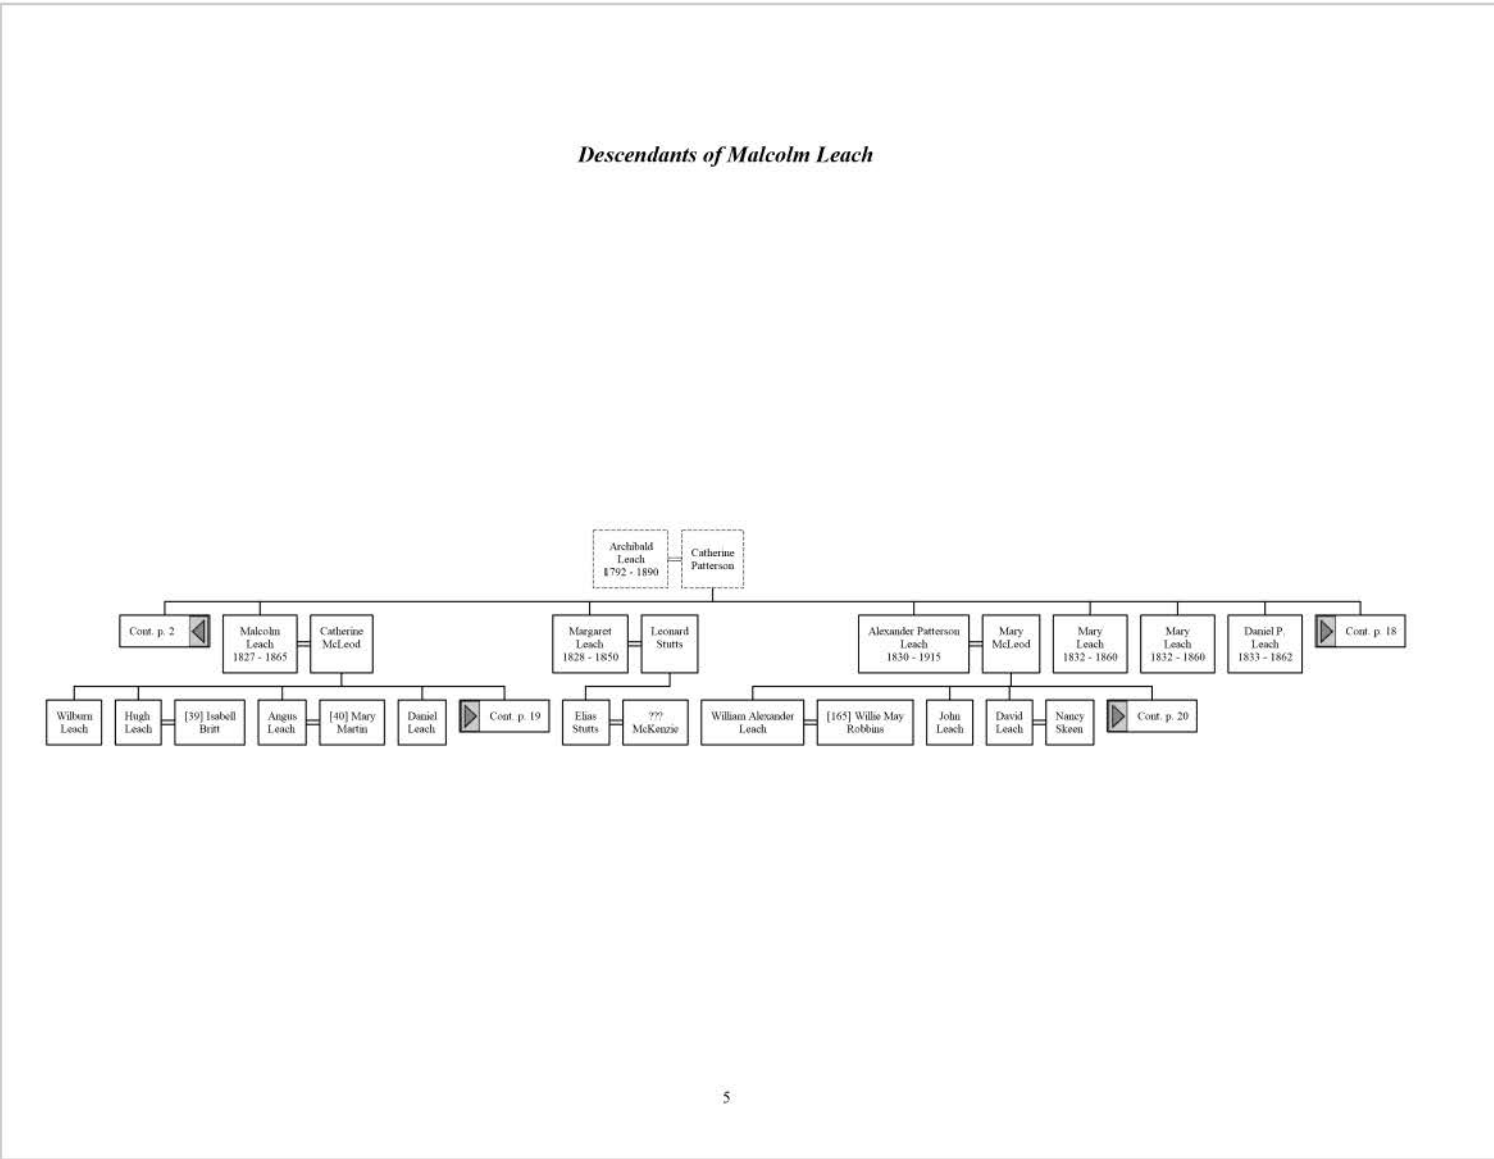 Descendants of Malcolm Leach
Archibald
Leach
1792 - 1890
Catherine
Patterson
Cont. p. 2
Malcolm
Leach
1827 - 1865
Catherine
McLeod
Margaret
Leach
1828 - 1850
Leonard
Stutts
Alexander Patterson
Leach
1830 - 1915
Mary
McLeod
Mary
Leach
1832 - 1860
Mary
Leach
1832 - 1860
Daniel P.
Leach
1833 - 1862
Cont. p. 18
Wilburn
Leach
Hugh
Leach
[39] Isabell
Britt
Angus
Leach
[40] Mary
Martin
Daniel
Leach
Cont. p. 19
Elias
Stutts
???
McKenzie
William Alexander
Leach
[165] Willie May
Robbins
John
Leach
David
Leach
Nancy
Skeen
Cont. p. 20
5